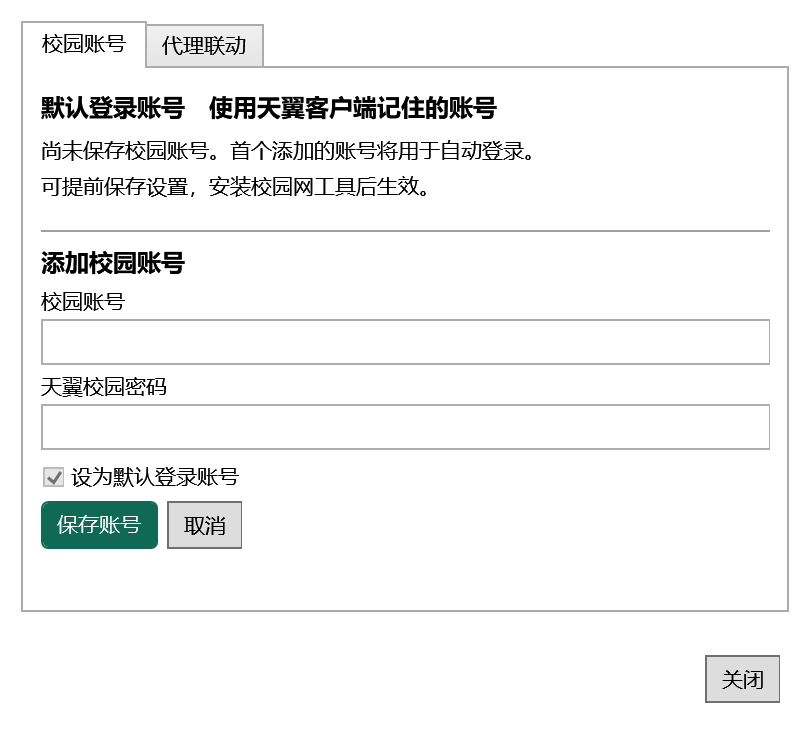 校园账号 代理联动
默认登录账号 使用天翼客户端记住的账号
尚未保存校园账号。首个添加的账号将用于自动登录。
可提前保存设置，安装校园网工具后生效。
添加校园账号
校园账号
天翼校园密码
设为默认登录账号
保存账号 取消
关闭